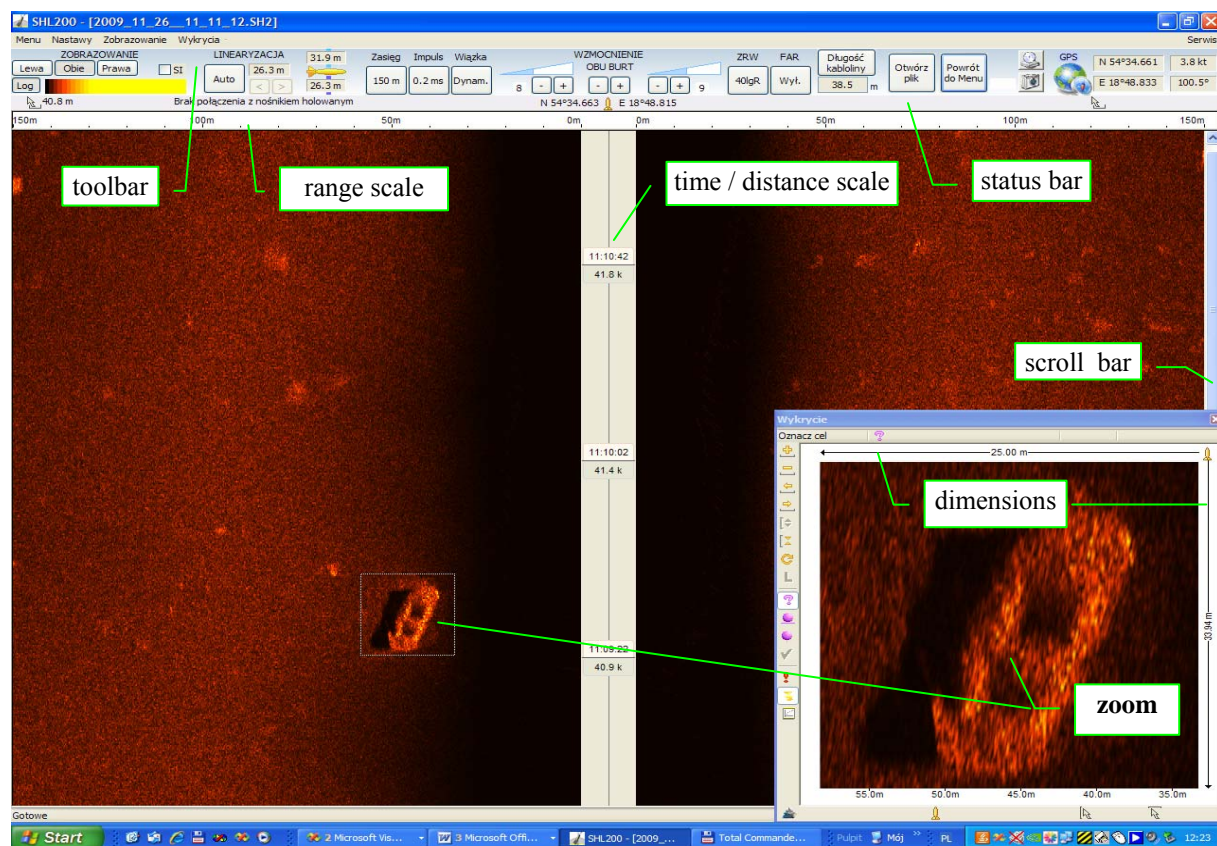 SHL200 - [2009_11_26__11_11_12.SH2]
Menu Nastawy Zobrazowanie Wykrycia Serwis
ZOBRAZOWANIE LINEARYZACJA 31.9 m Zasięg Impuls Wiązka WZMOCNIENIE ZRW FAR Długość kabloliny GPS N 54°34.661 3.8 kt
Lewa Obie Prawa SI Auto 26.3 m OBU BURT Otwórz plik Powrót do Menu
Log < > 26.3 m 150 m 0.2 ms Dynam. 8 - + - + - + 9 40lgR Wył. 38.5 m E 18°48.833 100.5°
40.8 m Brak połączenia z nośnikiem holowanym N 54°34.663 E 18°48.815
150m 100m 50m 0m 0m 50m 100m 150m
toolbar range scale time / distance scale status bar
11:10:42
41.8 k
scroll bar
Wykrycie
Oznacz cel
11:10:02
41.4 k
25.00 m
dimensions
L
33.94 m
11:09:22
40.9 k
zoom
55.0m 50.0m 45.0m 40.0m 35.0m
Gotowe
Start 2 Microsoft Vis... 3 Microsoft Offi... SHL200 - [2009_... Total Commande... Pulpit Mój » PL 12:23